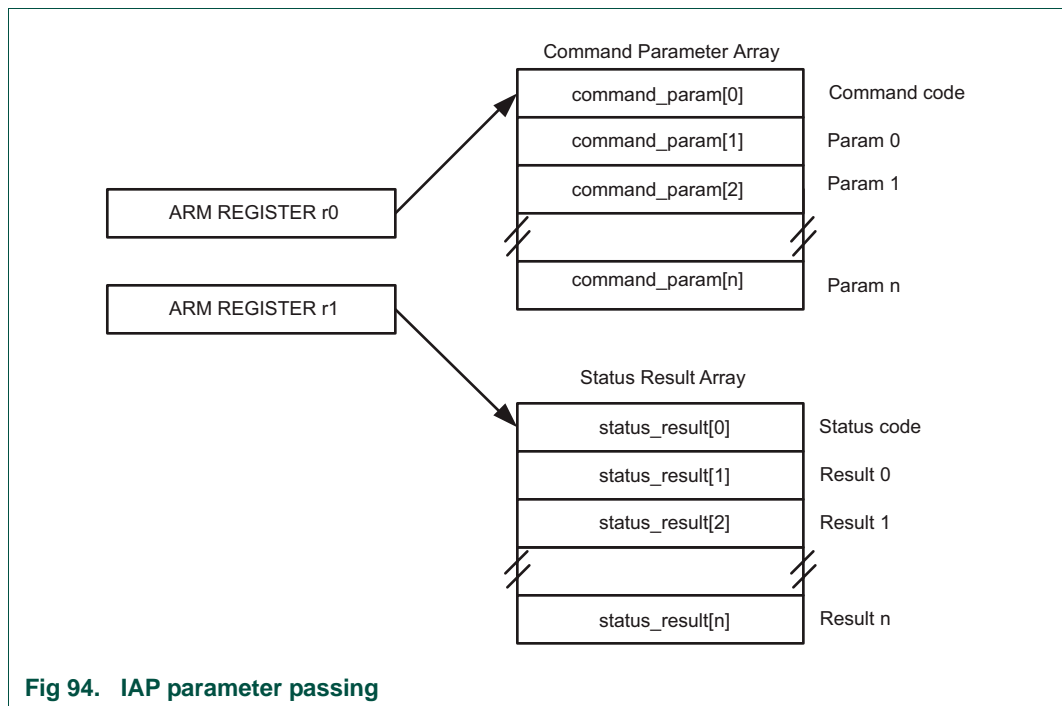 Command Parameter Array
command_param[0] Command code
command_param[1] Param 0
command_param[2] Param 1
ARM REGISTER r0
command_param[n] Param n
ARM REGISTER r1
Status Result Array
status_result[0] Status code
status_result[1] Result 0
status_result[2] Result 1
status_result[n] Result n
Fig 94. IAP parameter passing